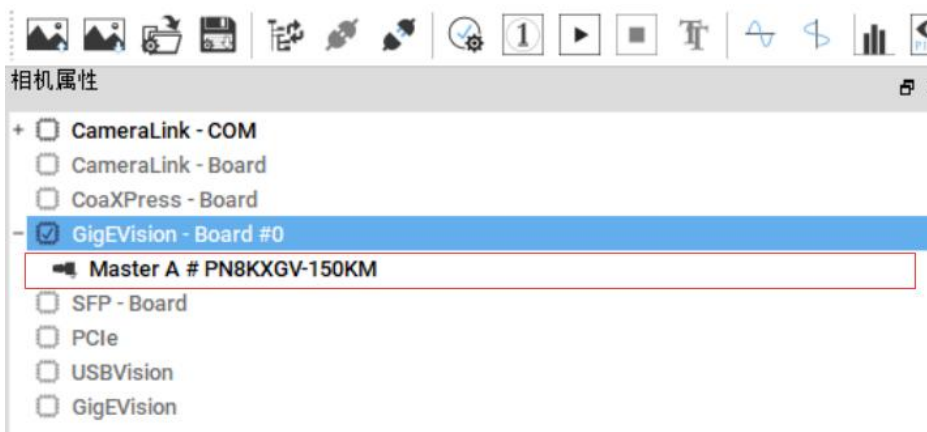 1
相机属性
CameraLink - COM
CameraLink - Board
CoaXPress - Board
GigEVision - Board #0
Master A # PN8KXGV-150KM
SFP - Board
PCIe
USBVision
GigEVision